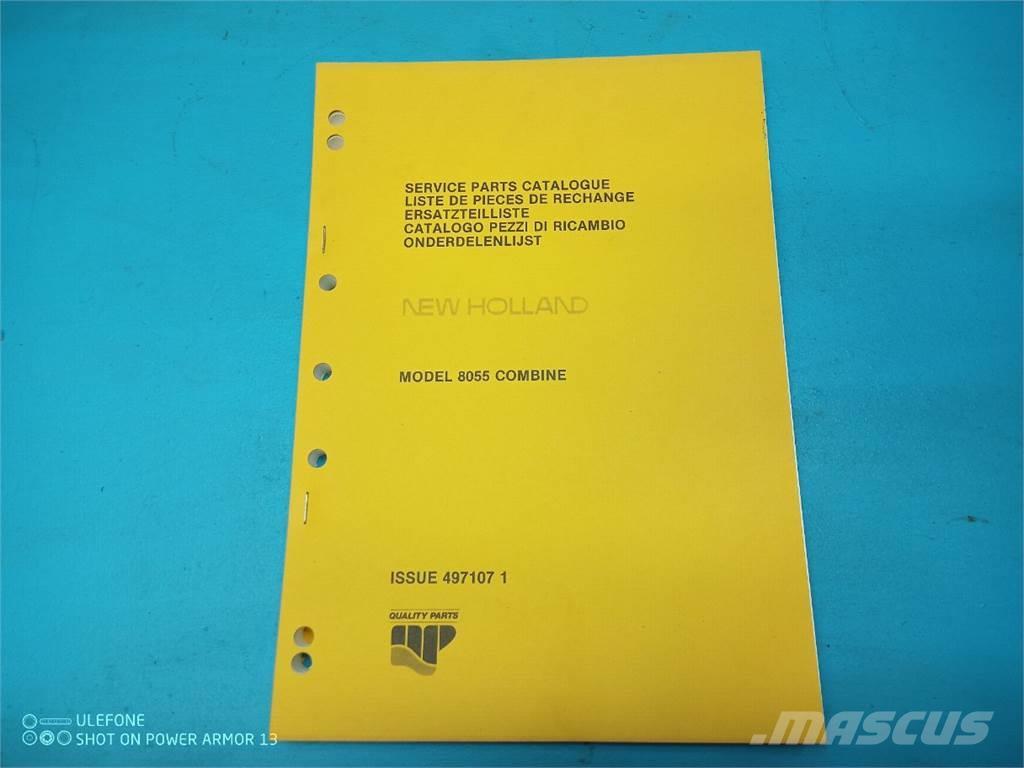 SERVICE PARTS CATALOGUE
LISTE DE PIECES DE RECHANGE
ERSATZTEILLISTE
CATALOGO PEZZI DI RICAMBIO
ONDERDELENLIJST
NEW HOLLAND
MODEL 8055 COMBINE
ISSUE 497107 1
QUALITY PARTS
QP
ULEFONE
SHOT ON POWER ARMOR 13
MASCUS